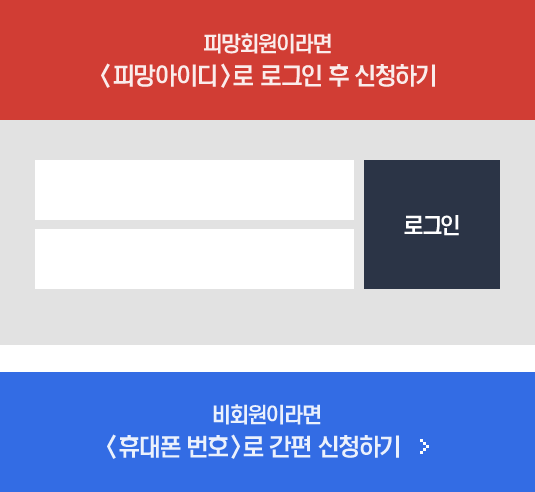 피망회원이라면
<피망아이디>로 로그인 후 신청하기
로그인
비회원이라면
<휴대폰 번호>로 간편 신청하기 >